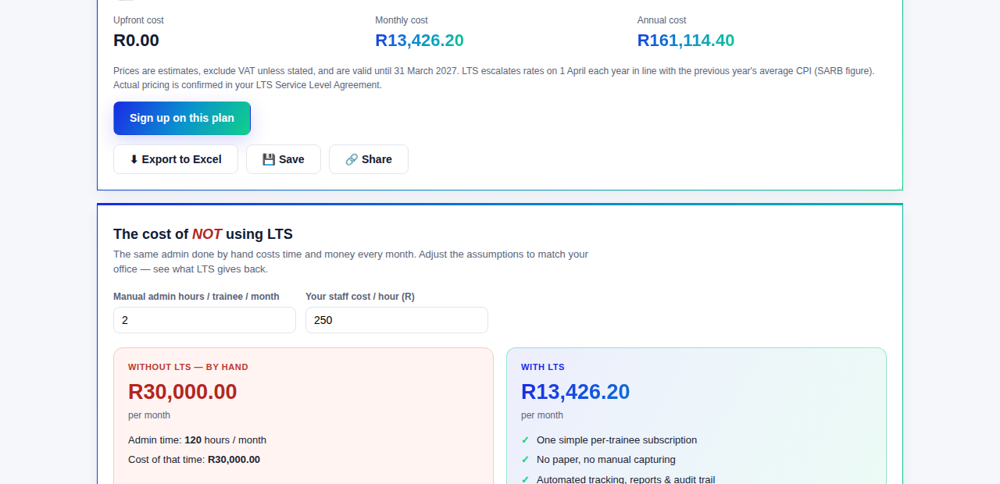 Upfront cost
Monthly cost
Annual cost
R0.00
R13,426.20
R161,114.40
Prices are estimates, exclude VAT unless stated, and are valid until 31 March 2027. LTS escalates rates on 1 April each year in line with the previous year's average CPI (SARB figure).
Actual pricing is confirmed in your LTS Service Level Agreement.
Sign up on this plan
⬇ Export to Excel
💾 Save
🔗 Share
The cost of NOT using LTS
The same admin done by hand costs time and money every month. Adjust the assumptions to match your
office — see what LTS gives back.
Manual admin hours / trainee / month
Your staff cost / hour (R)
2
250
WITHOUT LTS — BY HAND
R30,000.00
per month
Admin time: 120 hours / month
Cost of that time: R30,000.00
WITH LTS
R13,426.20
per month
✓ One simple per-trainee subscription
✓ No paper, no manual capturing
✓ Automated tracking, reports & audit trail